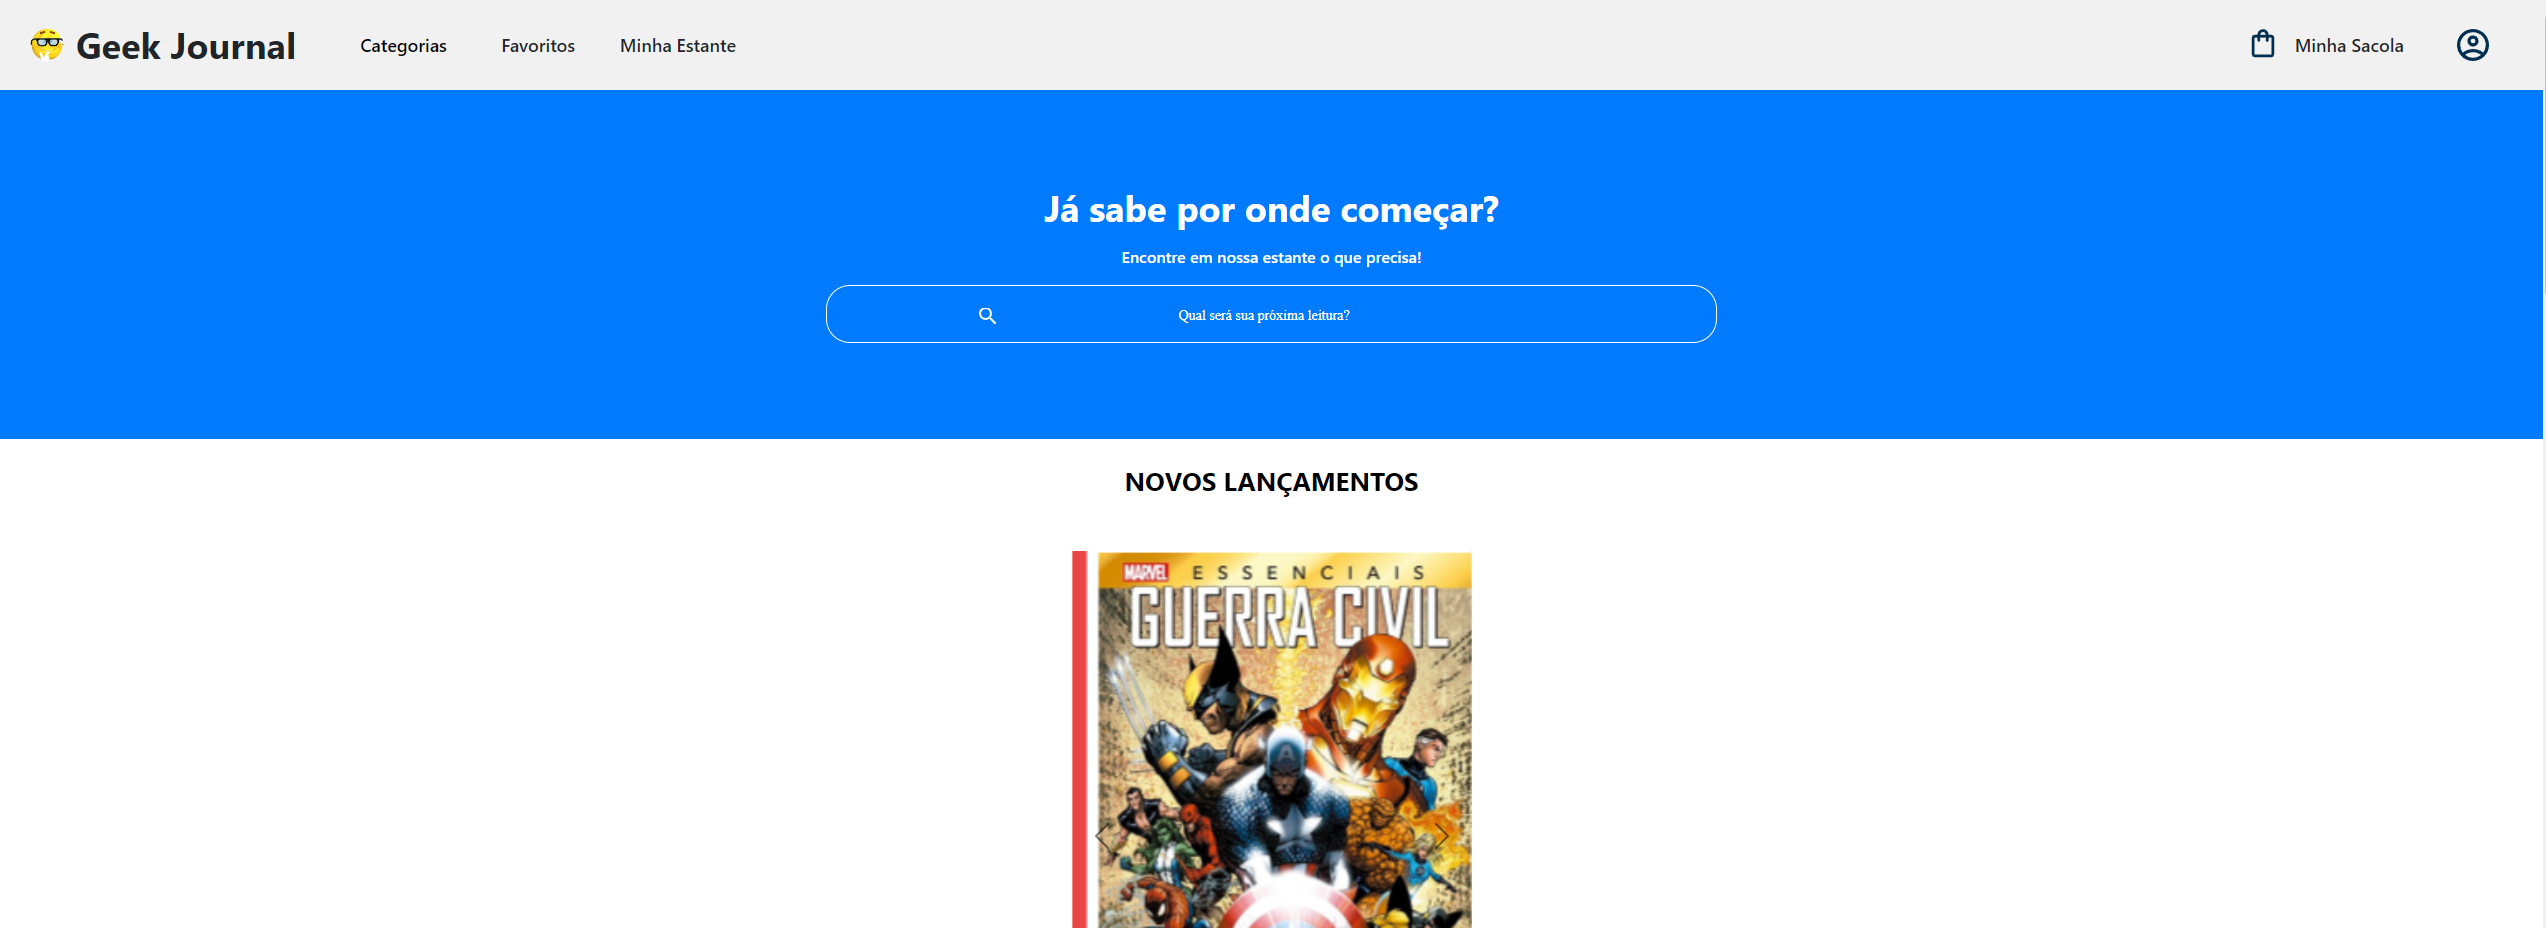 Geek Journal
Categorias
Favoritos
Minha Estante
Minha Sacola
Já sabe por onde começar?
Encontre em nossa estante o que precisa!
Qual será sua próxima leitura?
NOVOS LANÇAMENTOS
MARVEL ESSENCIAIS
GUERRA CIVIL
A